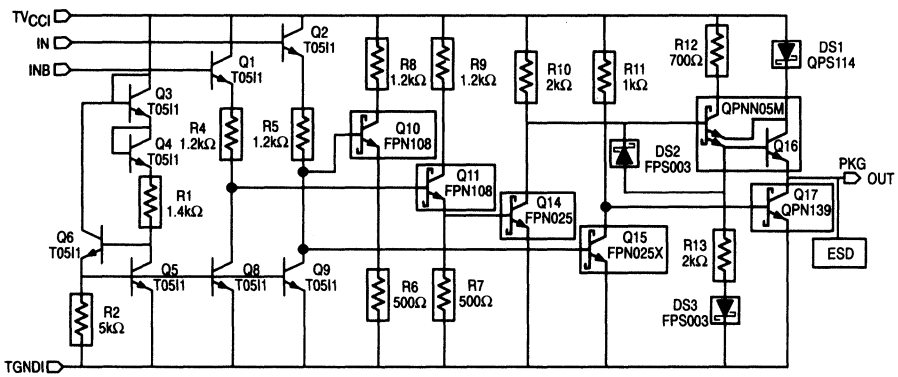 TVCCI
IN
INB
Q2
T05I1
Q1
T05I1
Q3
T05I1
Q4
T05I1
R1
1.4kΩ
R4
1.2kΩ
R5
1.2kΩ
R8
1.2kΩ
R9
1.2kΩ
Q10
FPN108
Q11
FPN108
R10
2kΩ
R11
1kΩ
R12
700Ω
DS1
QPS114
QPNN05M
Q16
DS2
FPS003
Q14
FPN025
Q15
FPN025X
Q17
QPN139
PKG
OUT
ESD
Q6
T05I1
Q5
T05I1
Q8
T05I1
Q9
T05I1
R2
5kΩ
R6
500Ω
R7
500Ω
R13
2kΩ
DS3
FPS003
TGNDI